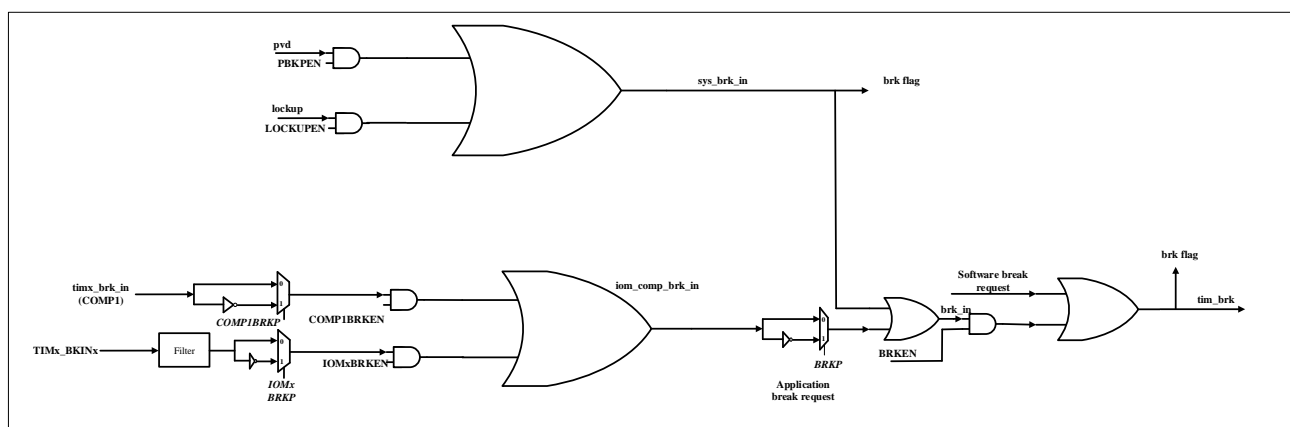 pvd
PBKPEN
sys_brk_in
brk flag
lockup
LOCKUPEN
brk flag
Software break
request
tim_brk
timx_brk_in
(COMP1)
0
1
COMP1BRKP
COMP1BRKEN
iom_comp_brk_in
0
1
BRKP
brk_in
BRKEN
TIMx_BKINx
Filter
0
1
IOMx
BRKP
IOMxBRKEN
Application
break request